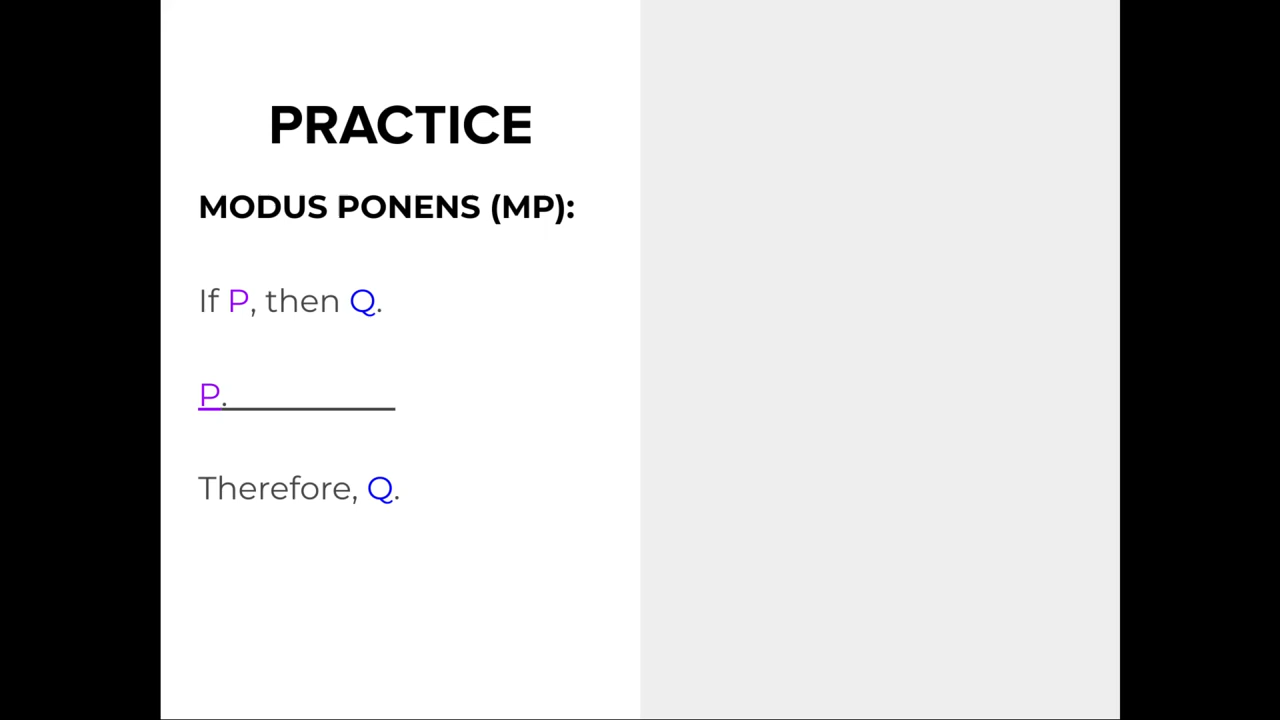 PRACTICE
MODUS PONENS (MP):
If P, then Q.
P.
Therefore, Q.